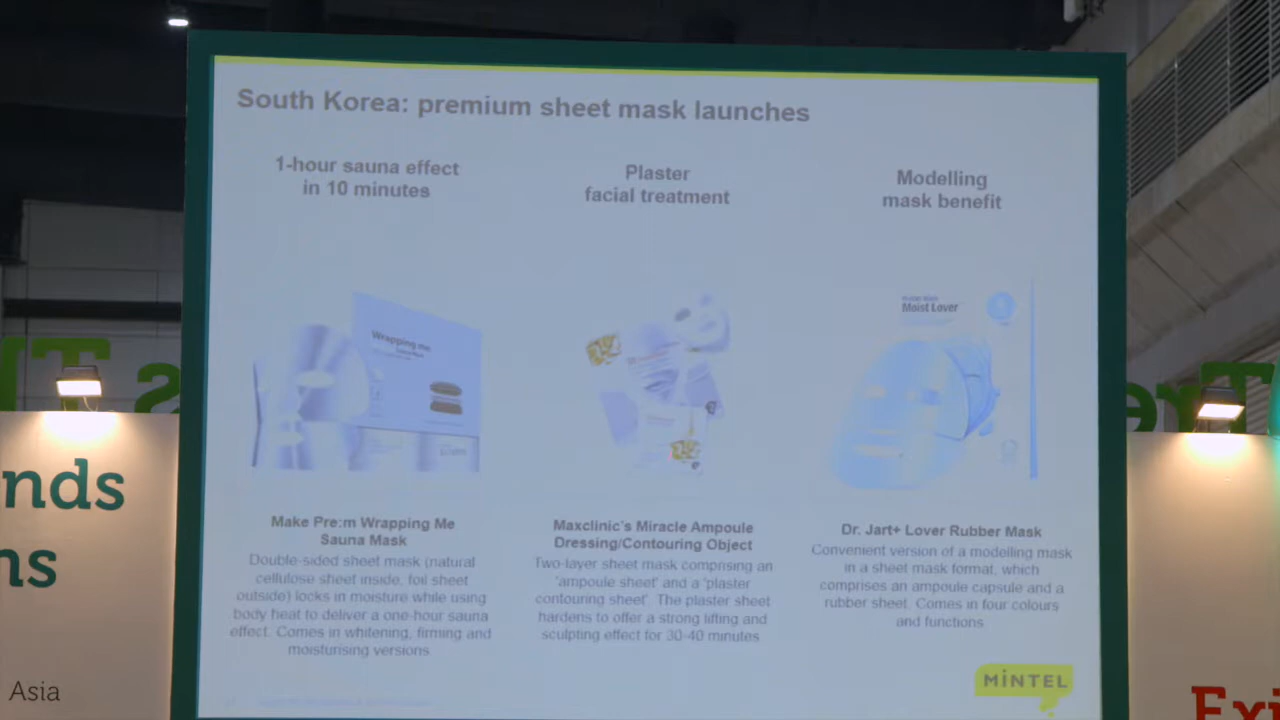 South Korea: premium sheet mask launches
1-hour sauna effect
in 10 minutes
Plaster
facial treatment
Modelling
mask benefit
Wrapping me
Moist Lover
Make Pre:m Wrapping Me
Sauna Mask
Double-sided sheet mask (natural
cellulose sheet inside, foil sheet
outside) locks in moisture while using
body heat to deliver a one-hour sauna
effect. Comes in whitening, firming and
moisturising versions
Maxclinic's Miracle Ampoule
Dressing/Contouring Object
Two-layer sheet mask comprising an
'ampoule sheet' and a 'plaster
contouring sheet'. The plaster sheet
hardens to offer a strong lifting and
sculpting effect for 30-40 minutes
Dr. Jart+ Lover Rubber Mask
Convenient version of a modelling mask
in a sheet mask format, which
comprises an ampoule capsule and a
rubber sheet. Comes in four colours
and functions
MiNTEL
nds
ns
Asia
s T
Tre
Exi